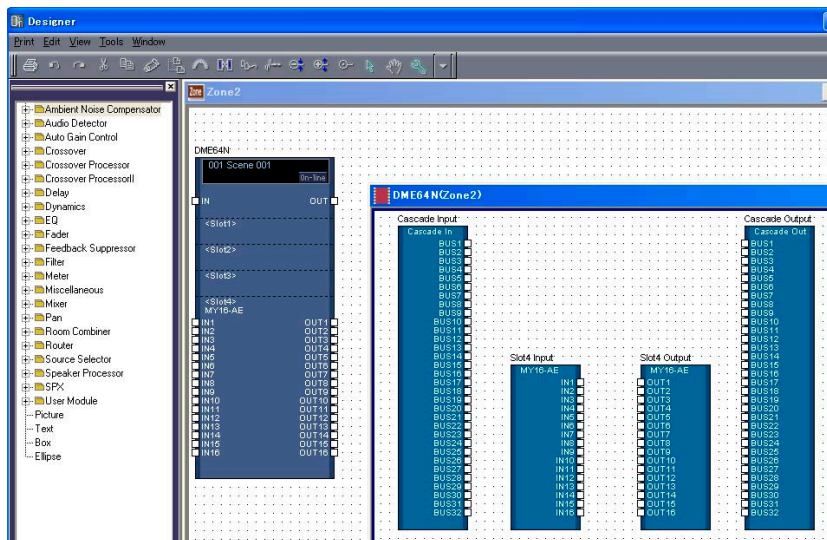 Designer
Print Edit View Tools Window
Ambient Noise Compensator
Audio Detector
Auto Gain Control
Crossover
Crossover Processor
Crossover ProcessorII
Delay
Dynamics
EQ
Fader
Feedback Suppressor
Filter
Meter
Miscellaneous
Mixer
Pan
Room Combiner
Router
Source Selector
Speaker Processor
SPX
User Module
Picture
Text
Box
Ellipse
Zone Zone2
DME64N
001 Scene 001
On-line
IN OUT
<Slot1>
<Slot2>
<Slot3>
<Slot4>
MY16-AE
IN1 OUT1
IN2 OUT2
IN3 OUT3
IN4 OUT4
IN5 OUT5
IN6 OUT6
IN7 OUT7
IN8 OUT8
IN9 OUT9
IN10 OUT10
IN11 OUT11
IN12 OUT12
IN13 OUT13
IN14 OUT14
IN15 OUT15
IN16 OUT16
DME64N(Zone2)
Cascade Input
Cascade In
BUS1
BUS2
BUS3
BUS4
BUS5
BUS6
BUS7
BUS8
BUS9
BUS10
BUS11
BUS12
BUS13
BUS14
BUS15
BUS16
BUS17
BUS18
BUS19
BUS20
BUS21
BUS22
BUS23
BUS24
BUS25
BUS26
BUS27
BUS28
BUS29
BUS30
BUS31
BUS32
Slot4 Input
MY16-AE
IN1
IN2
IN3
IN4
IN5
IN6
IN7
IN8
IN9
IN10
IN11
IN12
IN13
IN14
IN15
IN16
Slot4 Output
MY16-AE
OUT1
OUT2
OUT3
OUT4
OUT5
OUT6
OUT7
OUT8
OUT9
OUT10
OUT11
OUT12
OUT13
OUT14
OUT15
OUT16
Cascade Output
Cascade Out
BUS1
BUS2
BUS3
BUS4
BUS5
BUS6
BUS7
BUS8
BUS9
BUS10
BUS11
BUS12
BUS13
BUS14
BUS15
BUS16
BUS17
BUS18
BUS19
BUS20
BUS21
BUS22
BUS23
BUS24
BUS25
BUS26
BUS27
BUS28
BUS29
BUS30
BUS31
BUS32